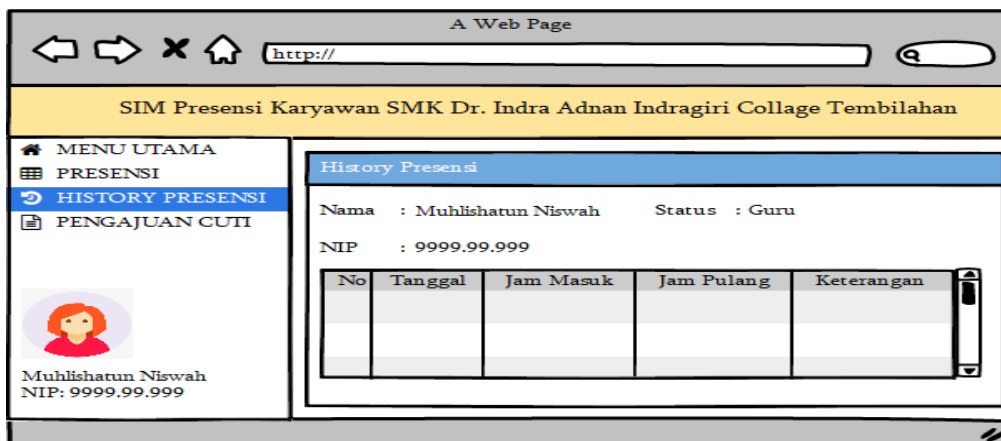 A Web Page
http://
SIM Presensi Karyawan SMK Dr. Indra Adnan Indragiri Collage Tembilahan
MENU UTAMA
PRESENSI
HISTORY PRESENSI
PENGAJUAN CUTI
Muhlishatun Niswah
NIP: 9999.99.999
History Presensi
Nama : Muhlishatun Niswah Status : Guru
NIP : 9999.99.999
No Tanggal Jam Masuk Jam Pulang Keterangan